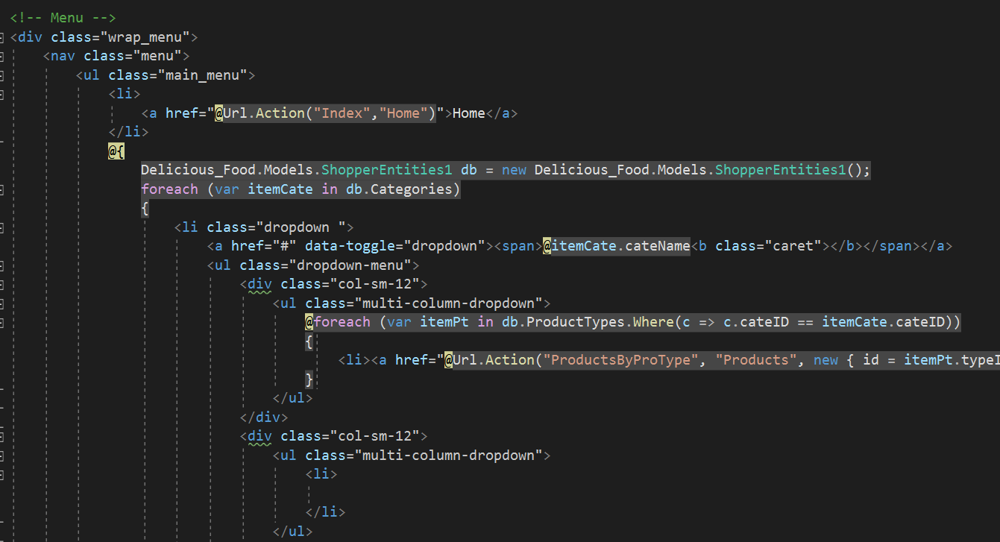 <!-- Menu -->
<div class="wrap_menu">
<nav class="menu">
<ul class="main_menu">
<li>
<a href="@Url.Action("Index","Home")">Home</a>
</li>
@{
Delicious_Food.Models.ShopperEntities1 db = new Delicious_Food.Models.ShopperEntities1();
foreach (var itemCate in db.Categories)
{
<li class="dropdown ">
<a href="#" data-toggle="dropdown"><span>@itemCate.cateName<b class="caret"></b></span></a>
<ul class="dropdown-menu">
<div class="col-sm-12">
<ul class="multi-column-dropdown">
@foreach (var itemPt in db.ProductTypes.Where(c => c.cateID == itemCate.cateID))
{
<li><a href="@Url.Action("ProductsByProType", "Products", new { id = itemPt.typeI
}
</ul>
</div>
<div class="col-sm-12">
<ul class="multi-column-dropdown">
<li>
</li>
</ul>